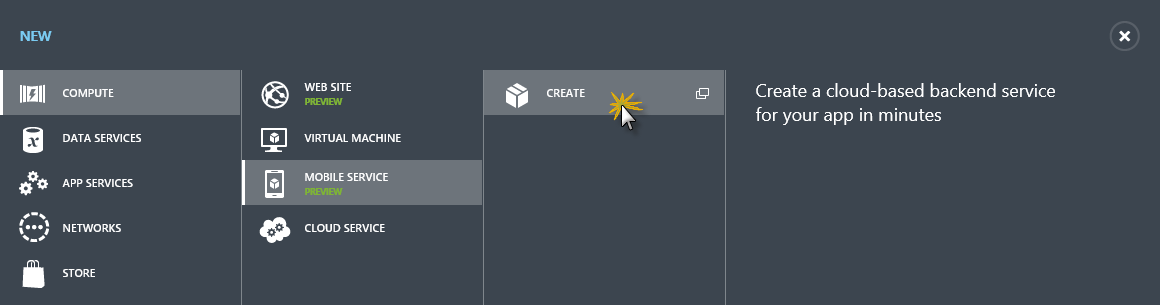 NEW
COMPUTE
DATA SERVICES
APP SERVICES
NETWORKS
STORE
WEB SITE
PREVIEW
VIRTUAL MACHINE
MOBILE SERVICE
PREVIEW
CLOUD SERVICE
CREATE
Create a cloud-based backend service
for your app in minutes